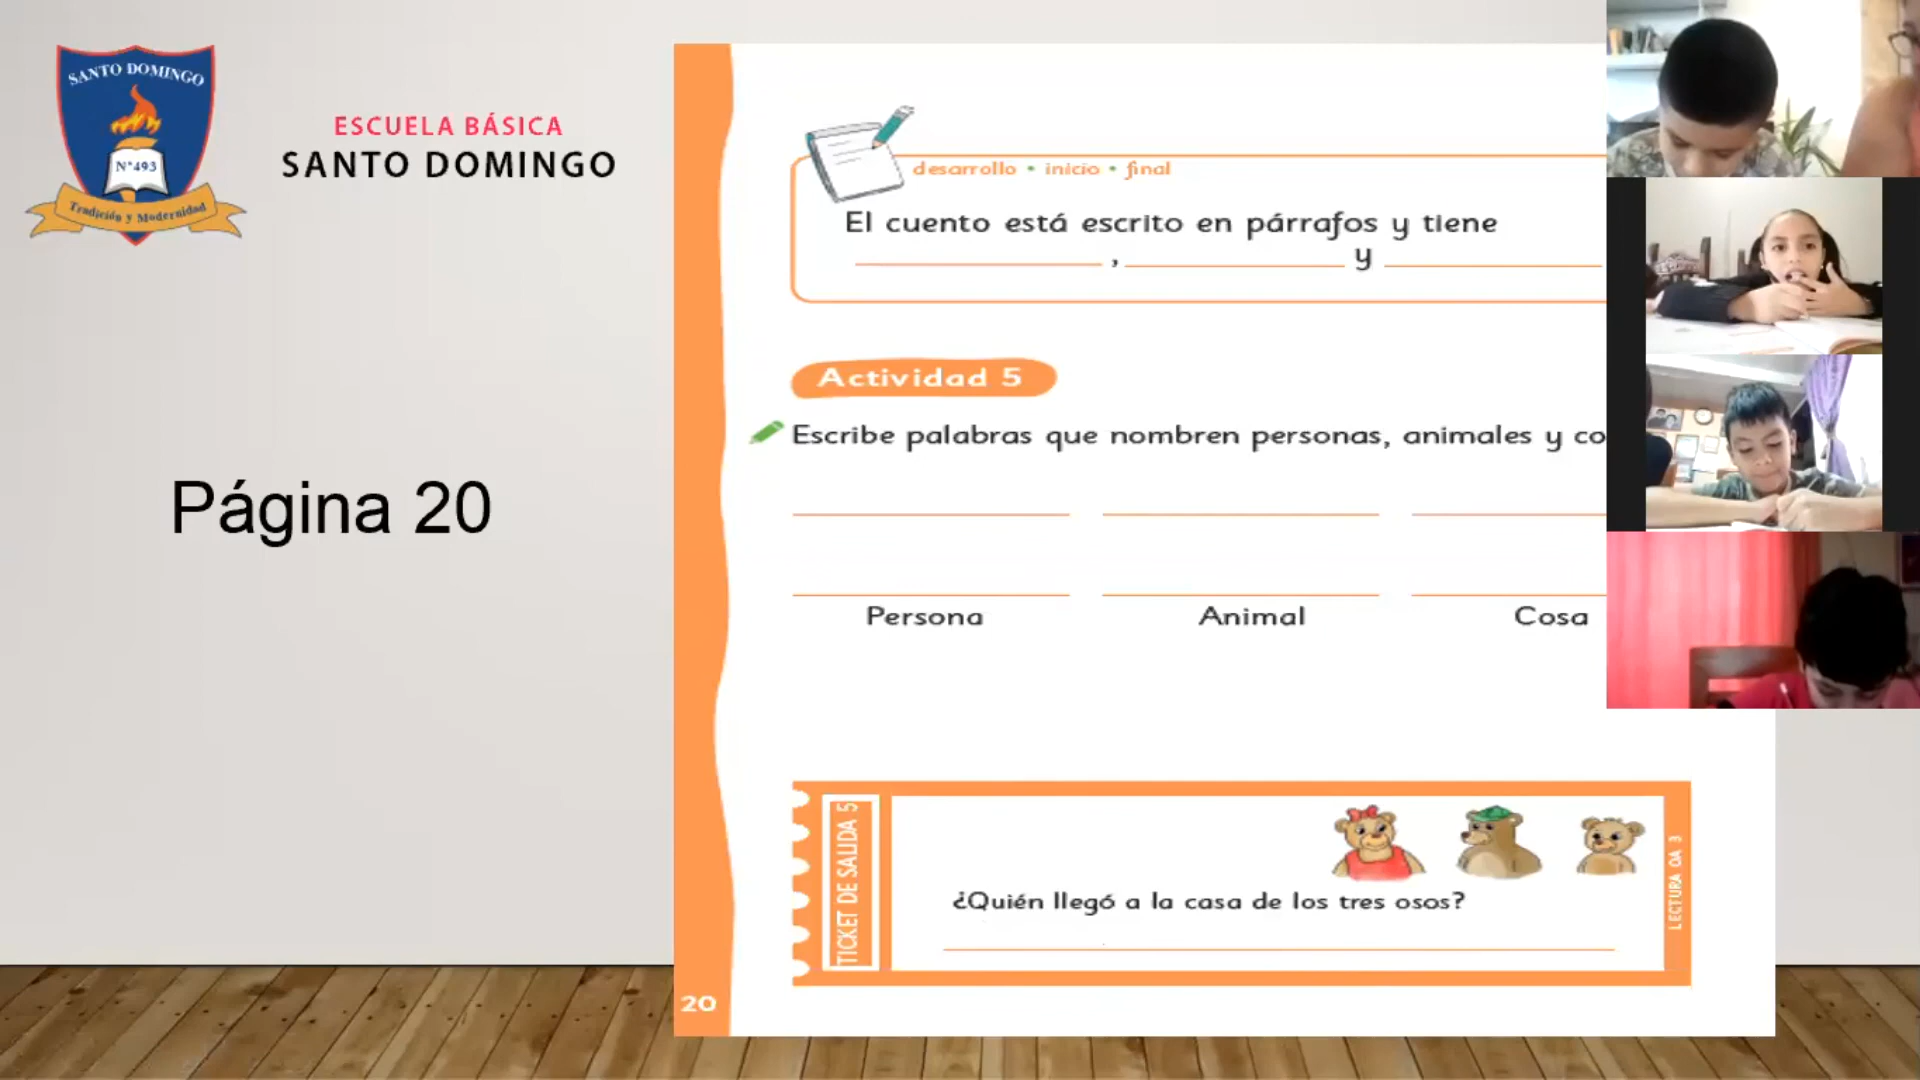 SANTO DOMINGO
N°493
Tradición y Modernidad
ESCUELA BÁSICA
SANTO DOMINGO
Página 20
desarrollo • inicio • final
El cuento está escrito en párrafos y tiene
, y
Actividad 5
Escribe palabras que nombren personas, animales y co
Persona Animal Cosa
TICKET DE SALIDA 5
¿Quién llegó a la casa de los tres osos?
LECTURA OA 3
20